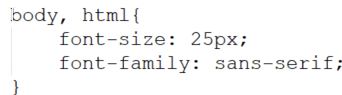 body, html{
    font-size: 25px;
    font-family: sans-serif;
}